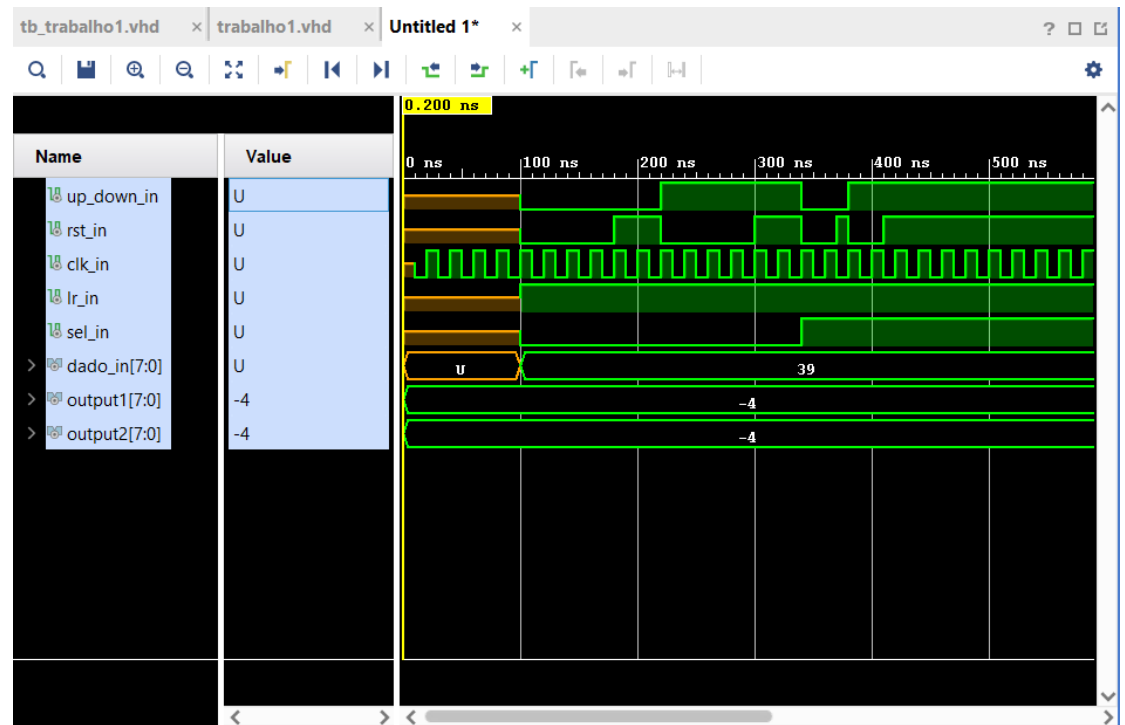 tb_trabalho1.vhd × trabalho1.vhd × Untitled 1* × ?
0.200 ns
Name Value
0 ns 100 ns 200 ns 300 ns 400 ns 500 ns
up_down_in U
rst_in U
clk_in U
lr_in U
sel_in U
dado_in[7:0] U U 39
output1[7:0] -4 -4
output2[7:0] -4 -4